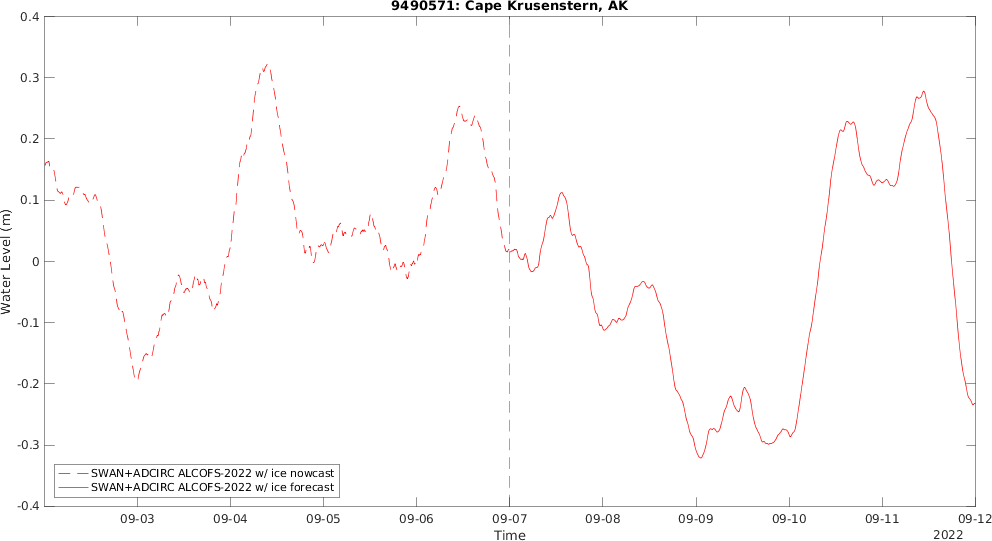 9490571: Cape Krusenstern, AK
0.4
0.3
0.2
0.1
0
-0.1
-0.2
-0.3
-0.4
Water Level (m)
SWAN+ADCIRC ALCOFS-2022 w/ ice nowcast
SWAN+ADCIRC ALCOFS-2022 w/ ice forecast
09-03 09-04 09-05 09-06 09-07 09-08 09-09 09-10 09-11 09-12
Time
2022